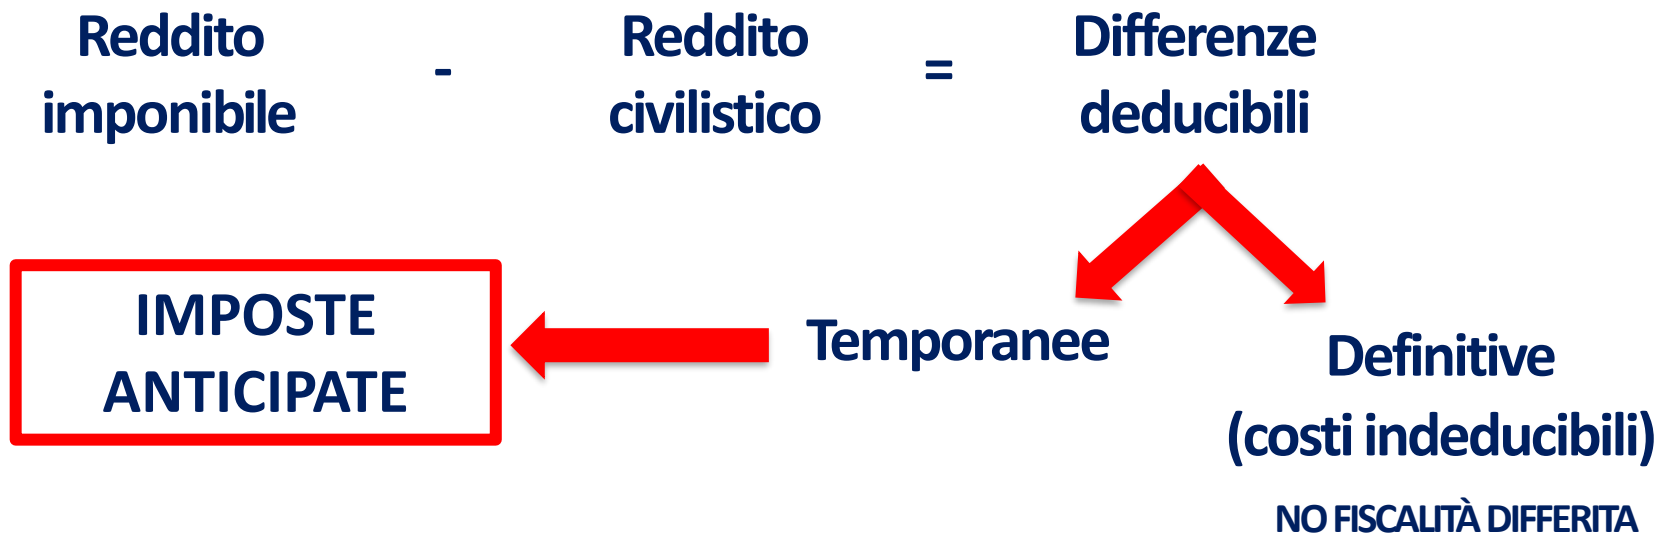 Reddito
imponibile
-
Reddito
civilistico
=
Differenze
deducibili
IMPOSTE
ANTICIPATE
Temporanee
Definitive
(costi indeducibili)
NO FISCALITÀ DIFFERITA